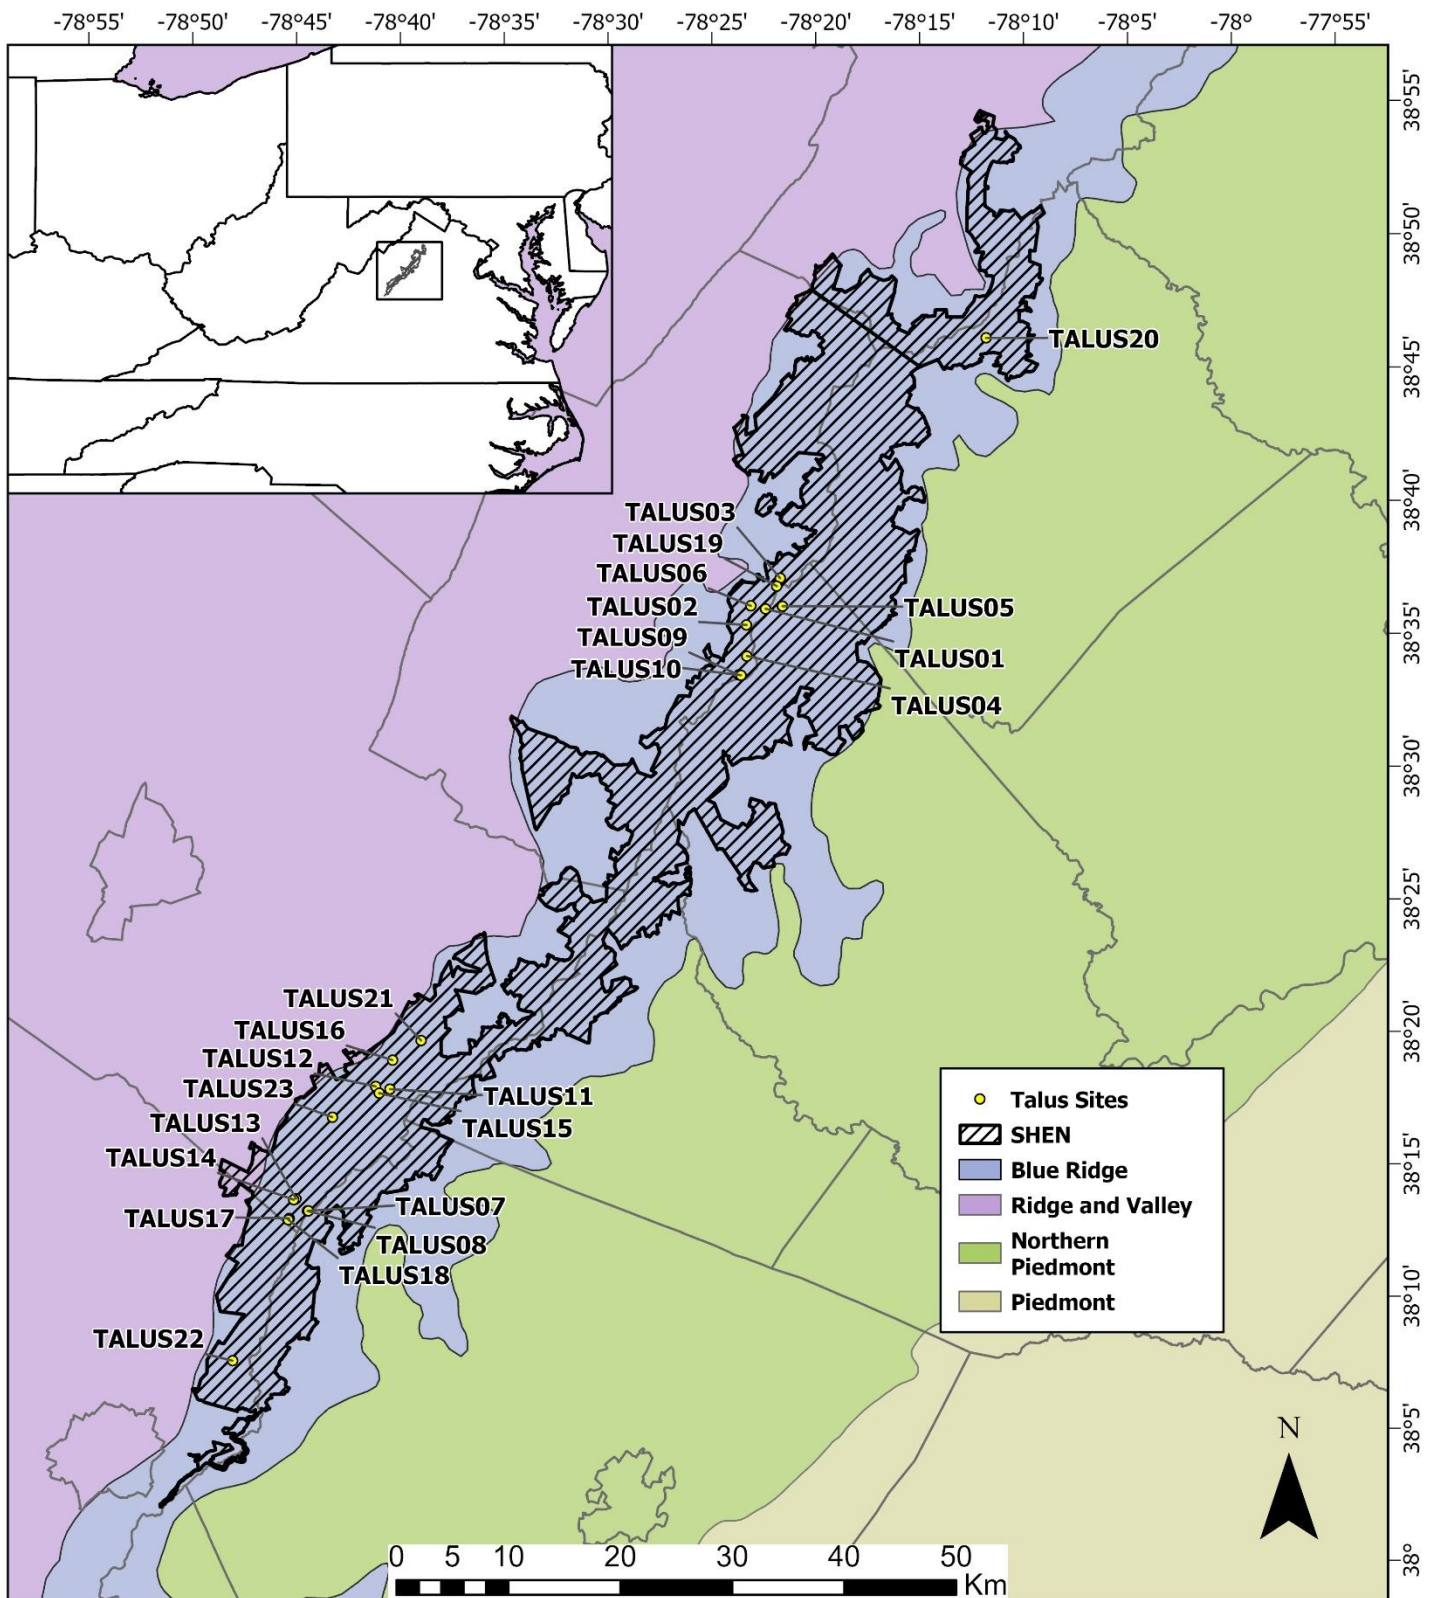 -78°55' -78°50' -78°45' -78°40' -78°35' -78°30' -78°25' -78°20' -78°15' -78°10' -78°5' -78° -77°55'
38°55'
38°50'
38°45'
38°40'
38°35'
38°30'
38°25'
38°20'
38°15'
38°10'
38°5'
38°
TALUS20
TALUS03
TALUS19
TALUS06
TALUS02
TALUS09
TALUS10
TALUS05
TALUS01
TALUS04
TALUS21
TALUS16
TALUS12
TALUS23
TALUS13
TALUS14
TALUS17
TALUS11
TALUS15
TALUS07
TALUS08
TALUS18
TALUS22
Talus Sites
SHEN
Blue Ridge
Ridge and Valley
Northern
Piedmont
Piedmont
N
0 5 10 20 30 40 50
Km